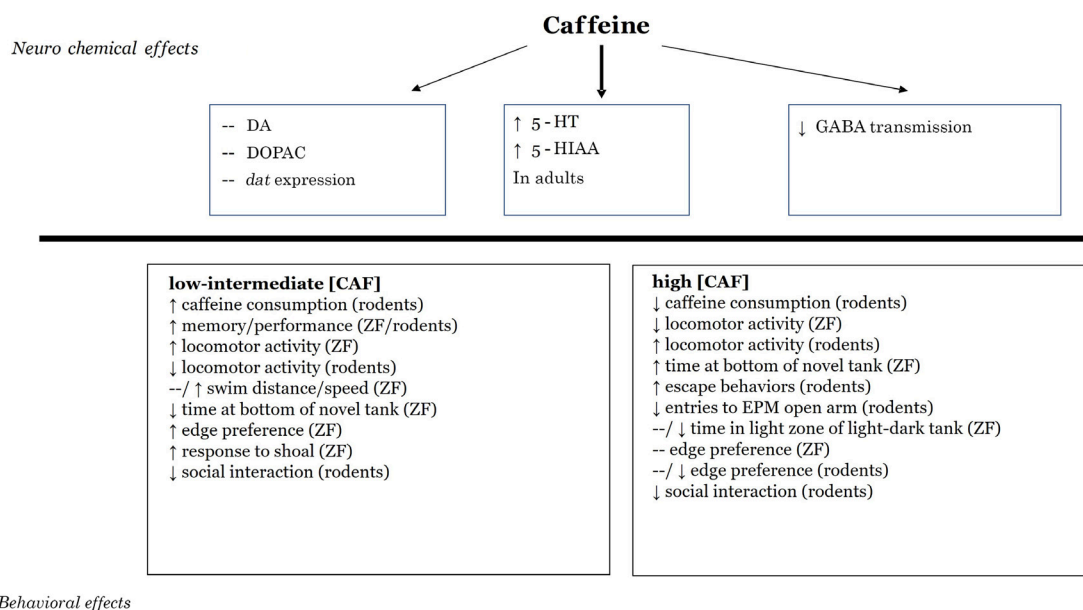 Caffeine
Neuro chemical effects
-- DA
-- DOPAC
-- dat expression
↑ 5-HT
↑ 5-HIAA
In adults
↓ GABA transmission
low-intermediate [CAF]
↑ caffeine consumption (rodents)
↑ memory/performance (ZF/rodents)
↑ locomotor activity (ZF)
↓ locomotor activity (rodents)
--/ ↑ swim distance/speed (ZF)
↓ time at bottom of novel tank (ZF)
↑ edge preference (ZF)
↑ response to shoal (ZF)
↓ social interaction (rodents)
high [CAF]
↓ caffeine consumption (rodents)
↓ locomotor activity (ZF)
↑ locomotor activity (rodents)
↑ time at bottom of novel tank (ZF)
↑ escape behaviors (rodents)
↓ entries to EPM open arm (rodents)
--/ ↓ time in light zone of light-dark tank (ZF)
-- edge preference (ZF)
--/ ↓ edge preference (rodents)
↓ social interaction (rodents)
Behavioral effects